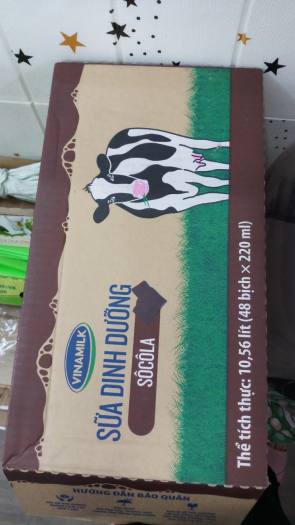 VINAMILK
SỮA DINH DƯỠNG
SÔCÔLA
Thể tích thực: 10,56 lít (48 bịch × 220 ml)
HƯỚNG DẪN BẢO QUẢN